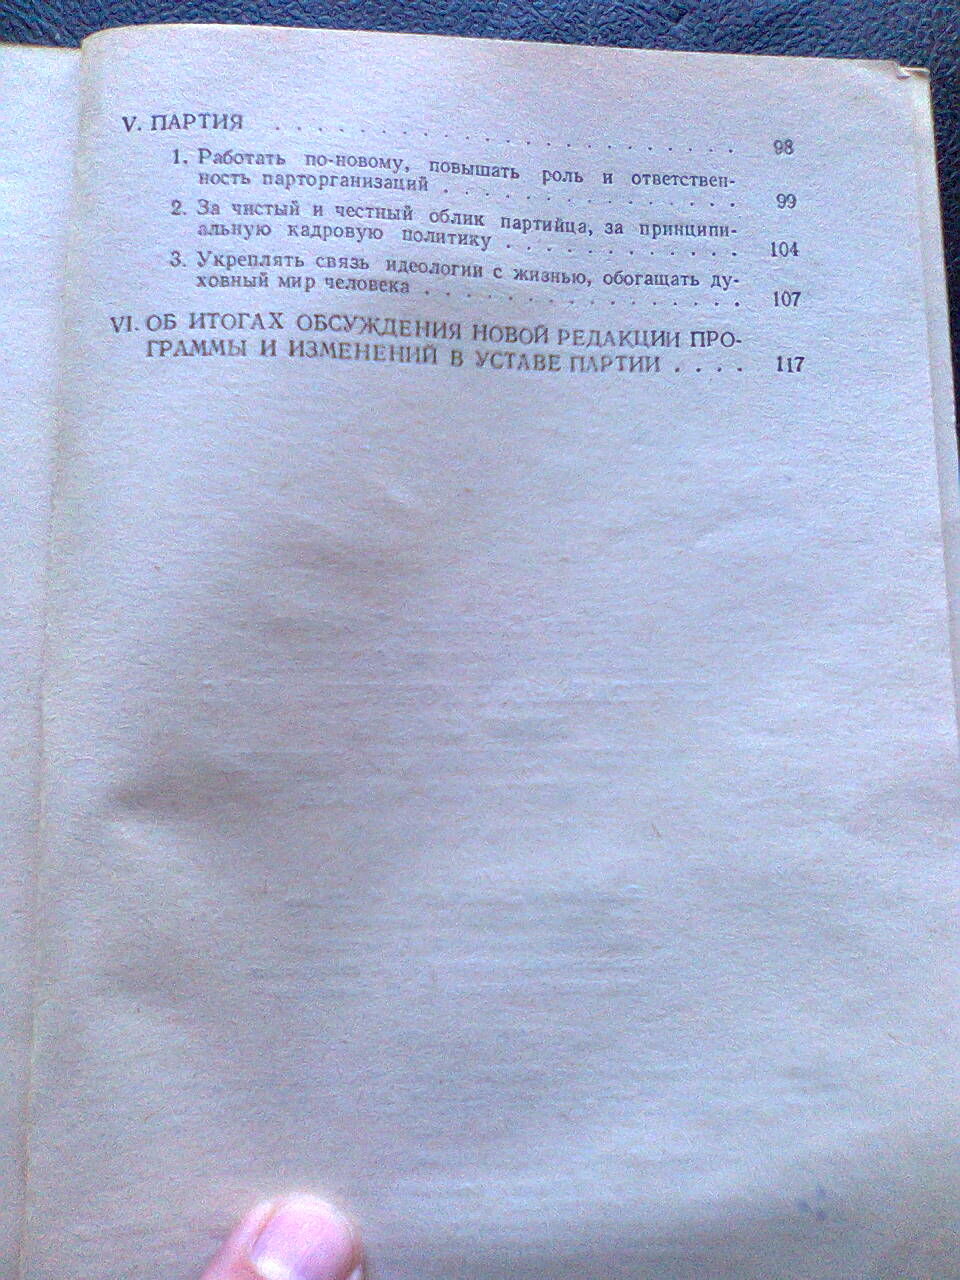 V. ПАРТИЯ . . . . . . . . . . . . . . . . . . . . . . . 98
1. Работать по-новому, повышать роль и ответствен-
ность парторганизаций . . . . . . . . . . . . . . 99
2. За чистый и честный облик партийца, за принципи-
альную кадровую политику . . . . . . . . . . . 104
3. Укреплять связь идеологии с жизнью, обогащать ду-
ховный мир человека . . . . . . . . . . . . . . . 107
VI. ОБ ИТОГАХ ОБСУЖДЕНИЯ НОВОЙ РЕДАКЦИИ ПРО-
ГРАММЫ И ИЗМЕНЕНИЙ В УСТАВЕ ПАРТИИ . . . . 117